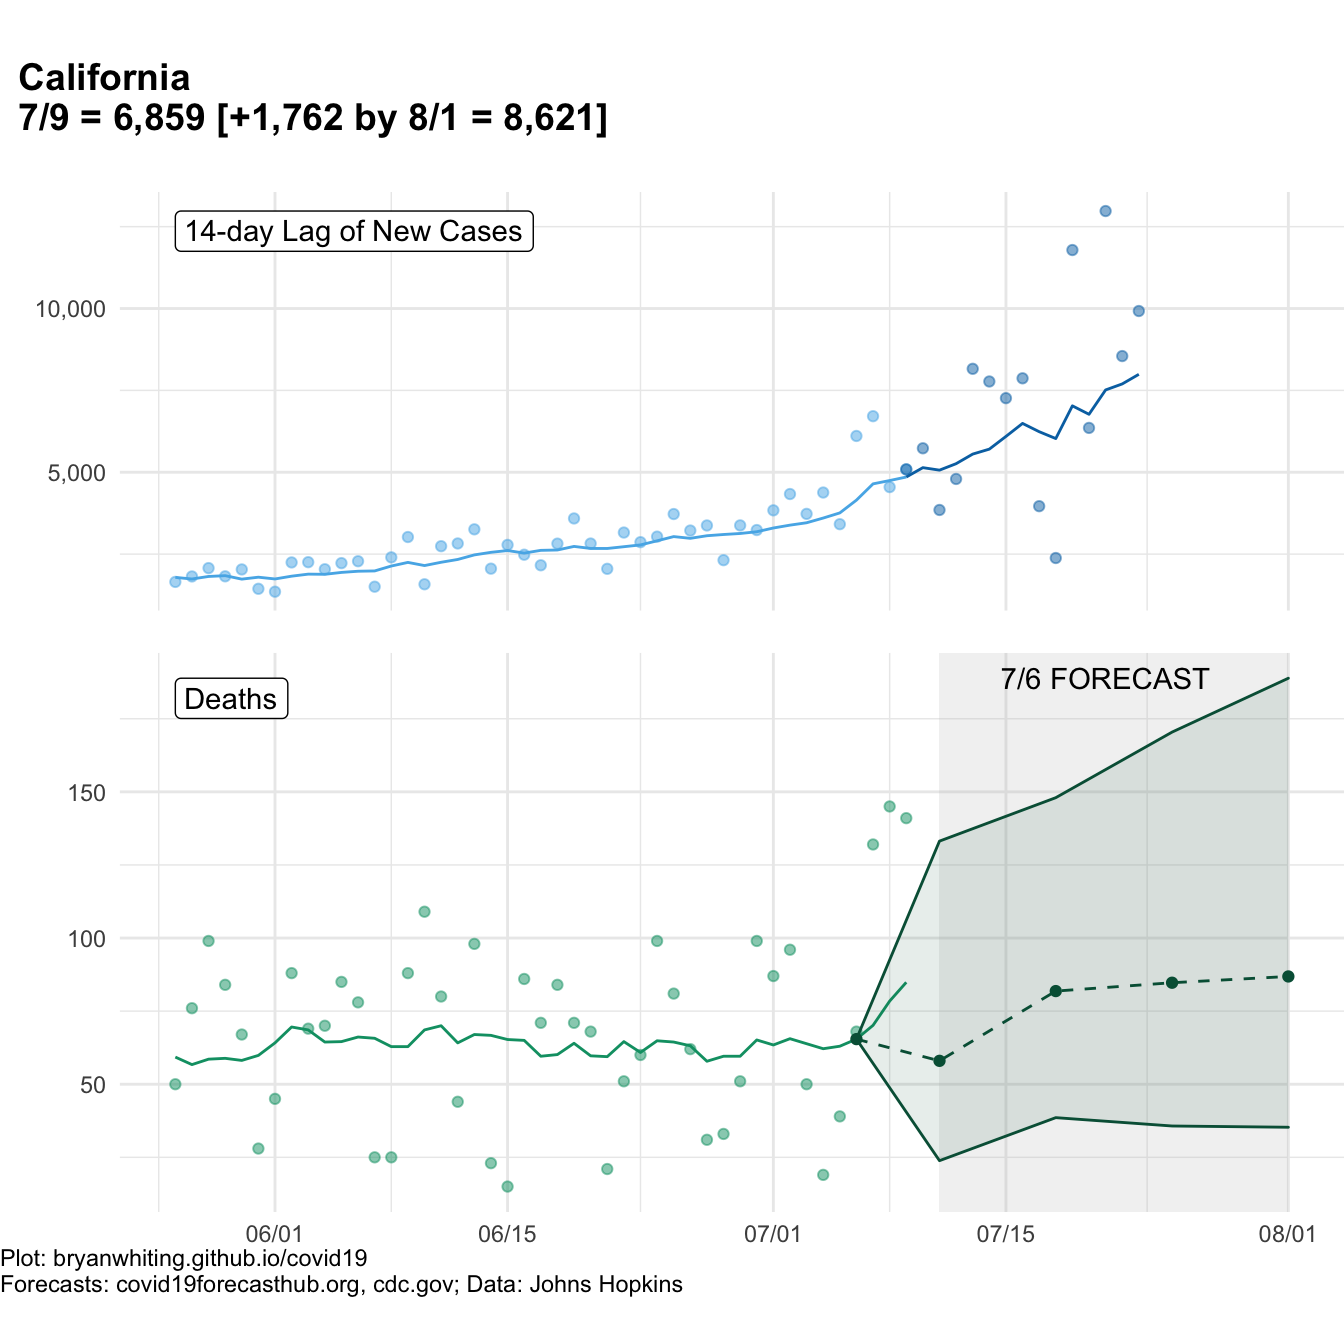 California
7/9 = 6,859 [+1,762 by 8/1 = 8,621]
14-day Lag of New Cases
10,000
5,000
Deaths
7/6 FORECAST
150
100
50
06/01 06/15 07/01 07/15 08/01
Plot: bryanwhiting.github.io/covid19
Forecasts: covid19forecasthub.org, cdc.gov; Data: Johns Hopkins